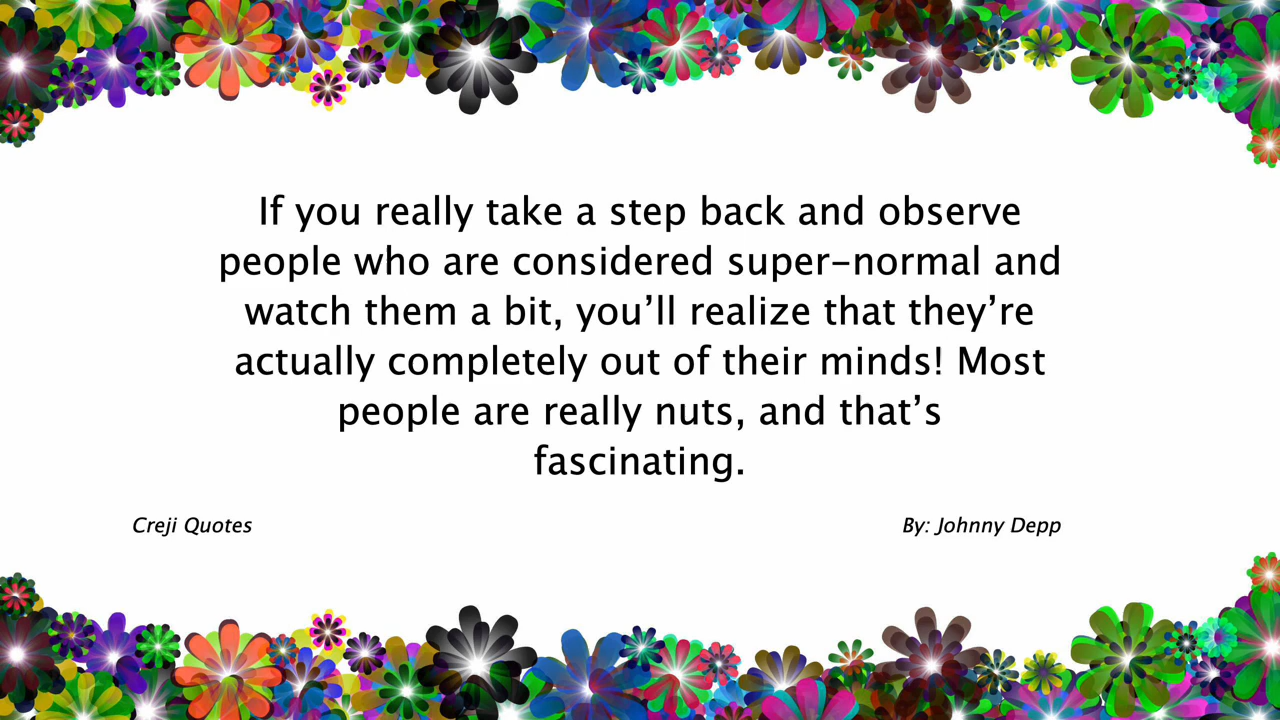 If you really take a step back and observe
people who are considered super-normal and
watch them a bit, you’ll realize that they’re
actually completely out of their minds! Most
people are really nuts, and that’s
fascinating.
Creji Quotes
By: Johnny Depp